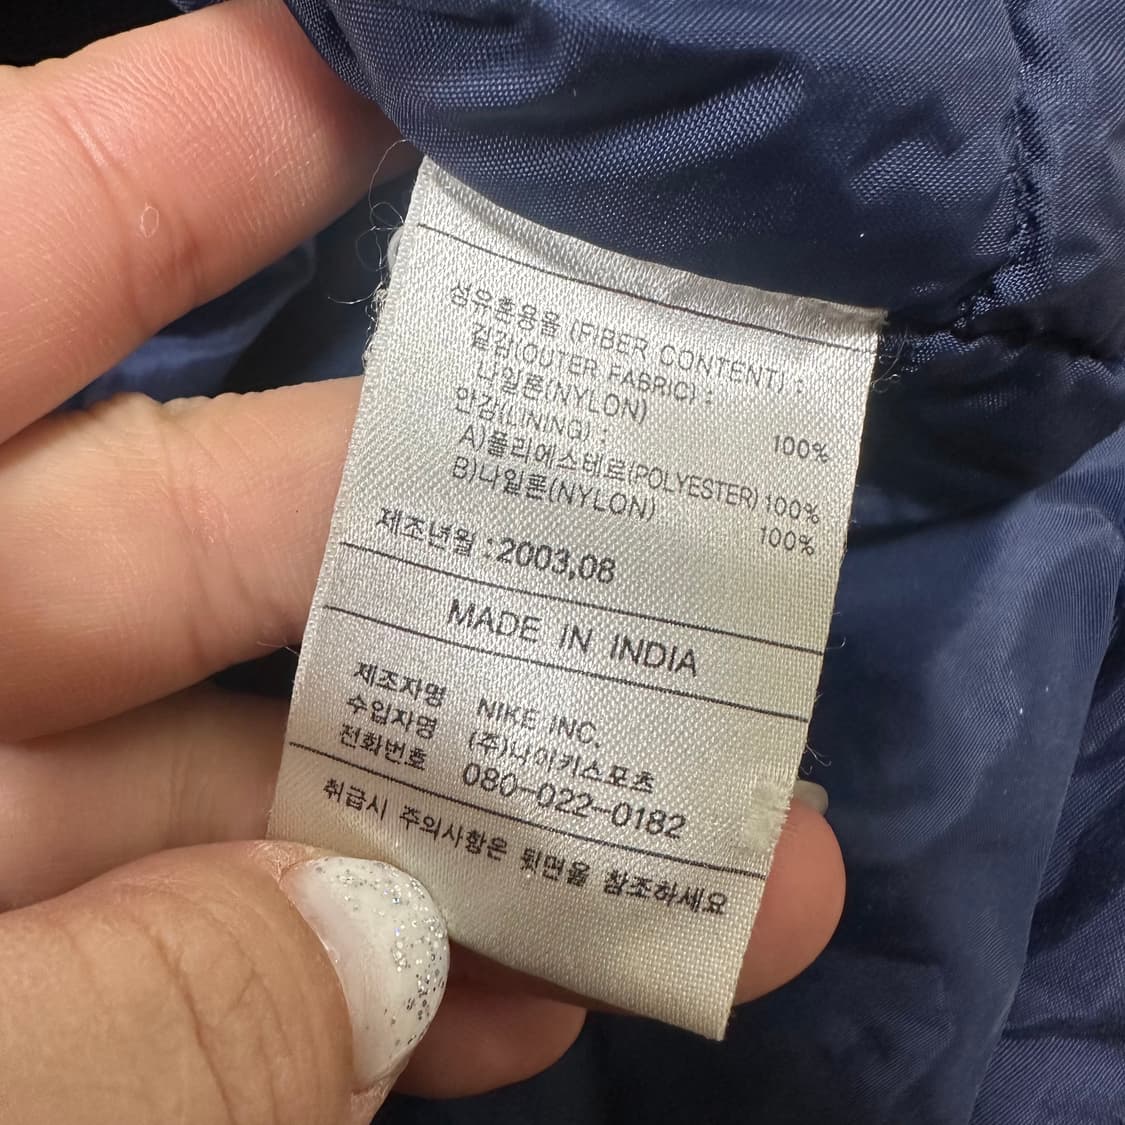 섬유혼용율 (FIBER CONTENT) :
겉감(OUTER FABRIC) :
나일론(NYLON) 100%
안감(LINING) :
A)폴리에스테르(POLYESTER) 100%
B)나일론(NYLON) 100%
제조년월 : 2003,08
MADE IN INDIA
제조자명 NIKE INC.
수입자명 (주)나이키스포츠
전화번호 080-022-0182
취급시 주의사항은 뒷면을 참조하세요